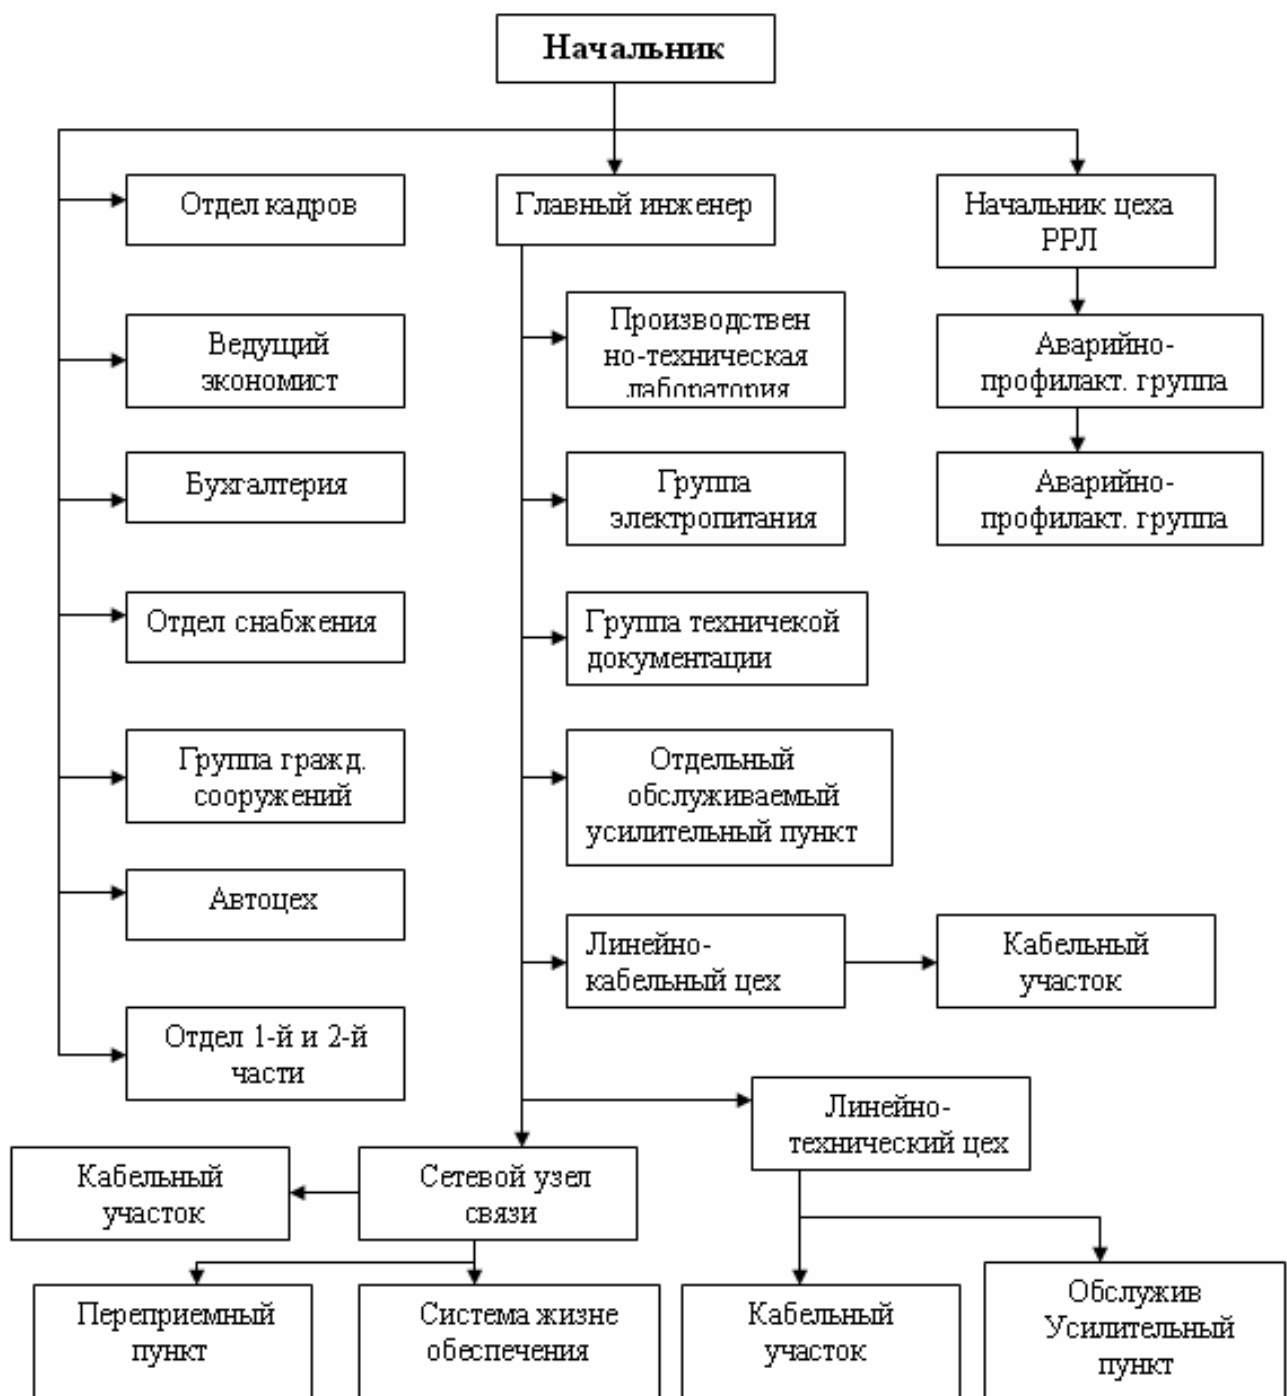 Начальник
Отдел кадров
Главный инженер
Начальник цеха
РРЛ
Ведущий
экономист
Производствен
но-техническая
лаборатория
Аварийно-
профилакт. группа
Бухгалтерия
Группа
электропитания
Аварийно-
профилакт. группа
Отдел снабжения
Группа техничекой
документации
Группа гражд.
сооружений
Отдельный
обслуживаемый
усилительный пункт
Автоцех
Линейно-
кабельный цех
Кабельный
участок
Отдел 1-й и 2-й
части
Линейно-
технический цех
Кабельный
участок
Сетевой узел
связи
Переприемный
пункт
Система жизне
обеспечения
Кабельный
участок
Обслужив
Усилительный
пункт